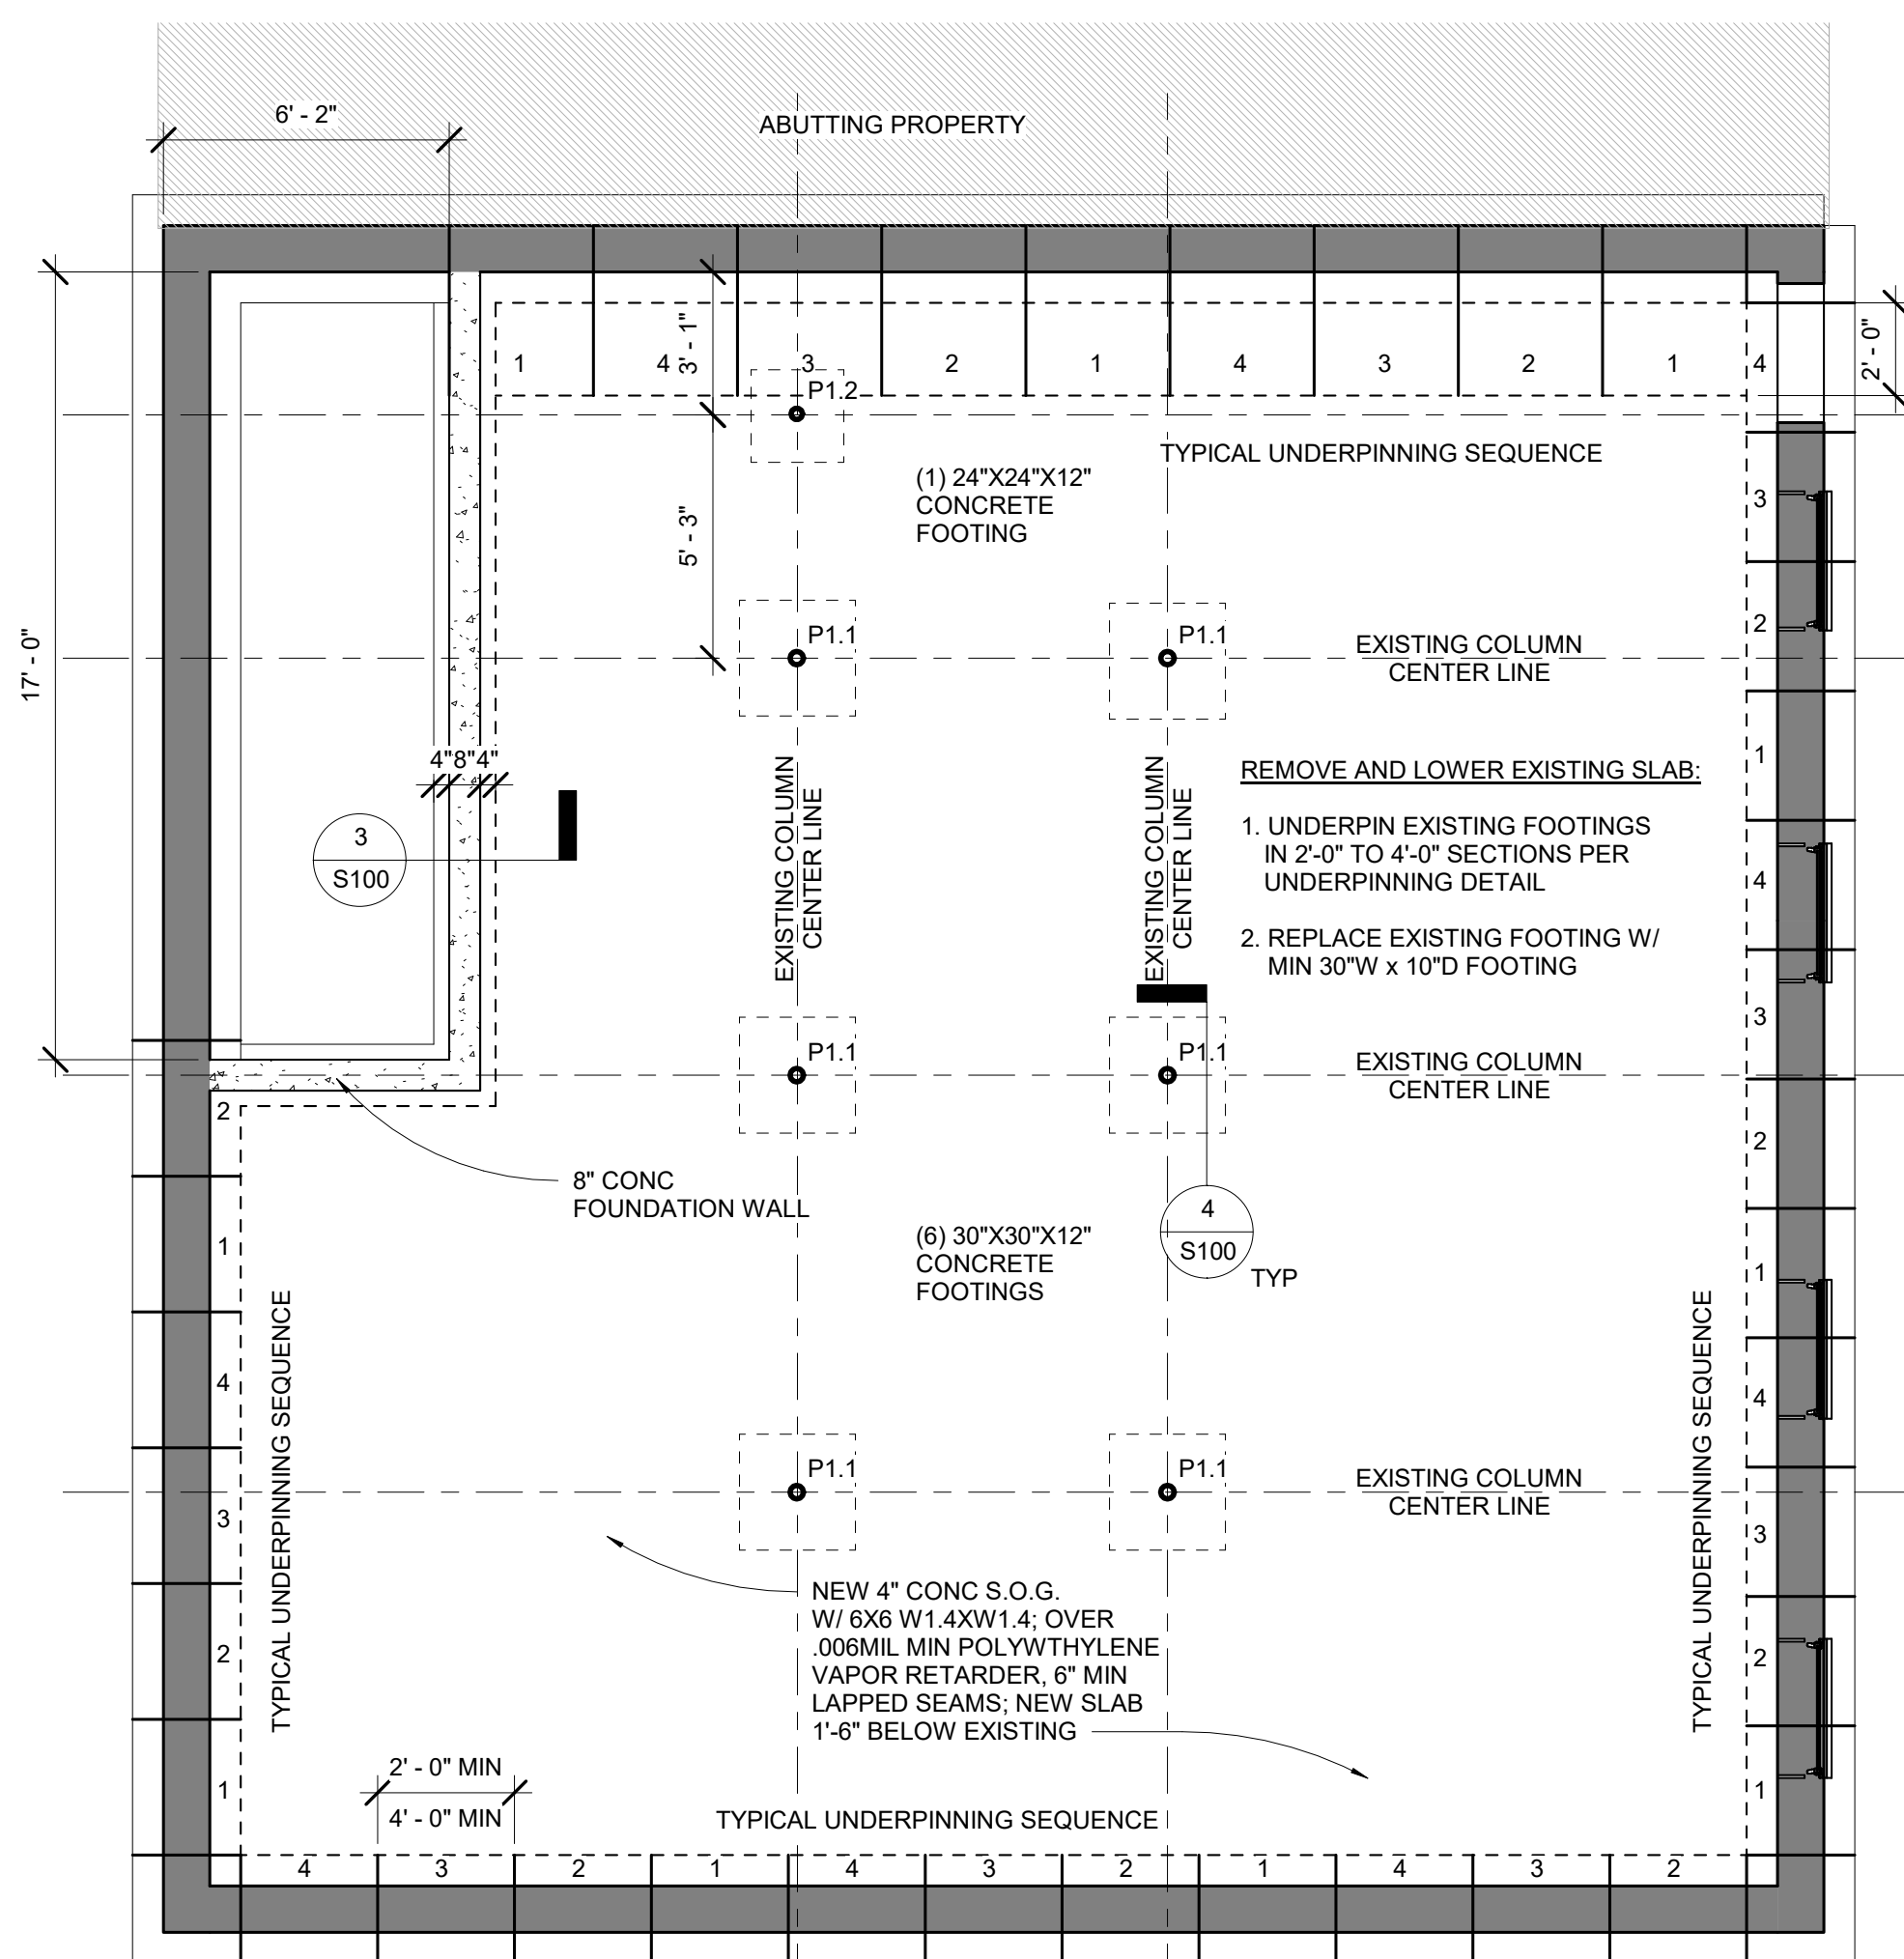 6' - 2"
ABUTTING PROPERTY
3' - 1"
2' - 0"
1 4 3 2 1 4 3 2 1 4
P1.2
TYPICAL UNDERPINNING SEQUENCE
(1) 24"X24"X12"
CONCRETE
FOOTING
5' - 3"
17' - 0"
3
2
P1.1
P1.1
EXISTING COLUMN
CENTER LINE
4" 8" 4"
3
S100
EXISTING COLUMN
CENTER LINE
EXISTING COLUMN
CENTER LINE
REMOVE AND LOWER EXISTING SLAB:
1. UNDERPIN EXISTING FOOTINGS
IN 2'-0" TO 4'-0" SECTIONS PER
UNDERPINNING DETAIL
2. REPLACE EXISTING FOOTING W/
MIN 30"W x 10"D FOOTING
1
4
3
P1.1
P1.1
EXISTING COLUMN
CENTER LINE
2
2
8" CONC
FOUNDATION WALL
(6) 30"X30"X12"
CONCRETE
FOOTINGS
4
S100
TYP
1
4
3
2
1
TYPICAL UNDERPINNING SEQUENCE
1
4
3
2
1
TYPICAL UNDERPINNING SEQUENCE
P1.1
P1.1
EXISTING COLUMN
CENTER LINE
NEW 4" CONC S.O.G.
W/ 6X6 W1.4XW1.4; OVER
.006MIL MIN POLYWTHYLENE
VAPOR RETARDER, 6" MIN
LAPPED SEAMS; NEW SLAB
1'-6" BELOW EXISTING
2' - 0" MIN
4' - 0" MIN
TYPICAL UNDERPINNING SEQUENCE
4 3 2 1 4 3 2 1 4 3 2